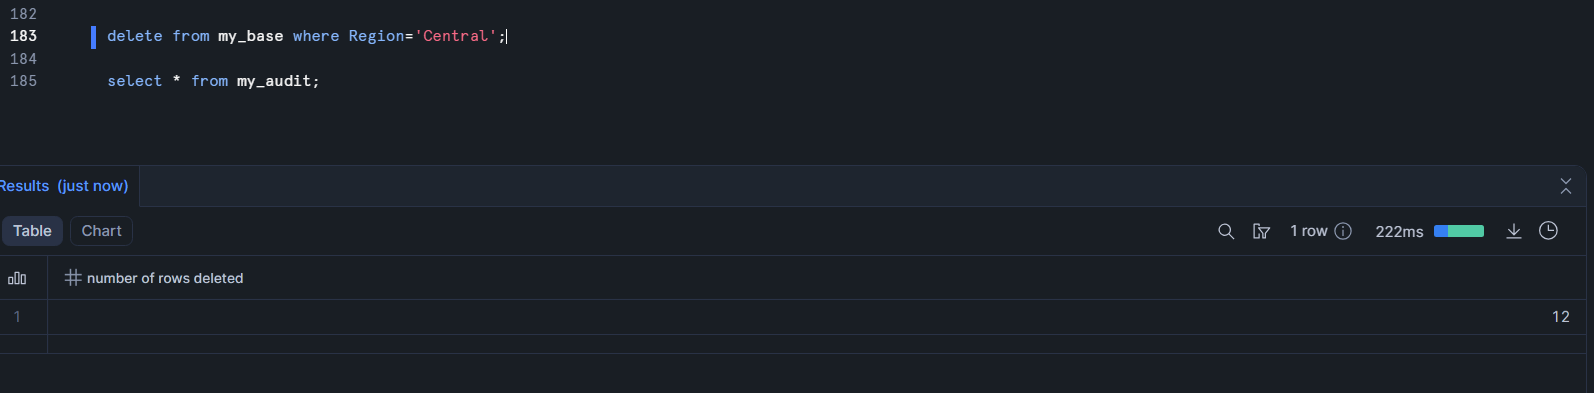 182
183 delete from my_base where Region='Central';
184
185 select * from my_audit;
Results (just now)
Table Chart 1 row 222ms
number of rows deleted
1 12